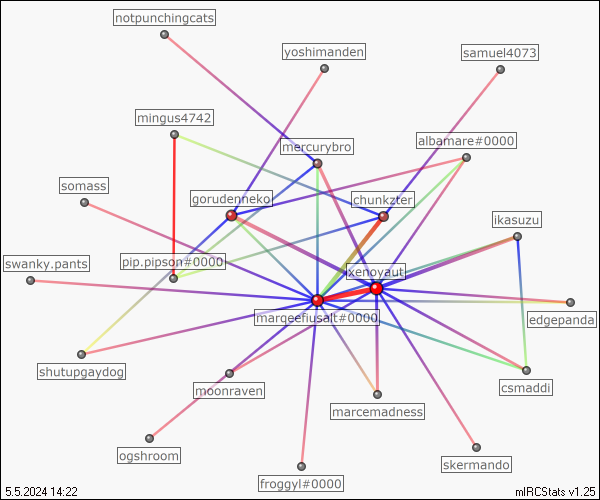 notpunchingcats
yoshimanden
samuel4073
mingus4742
mercurybro
albamare#0000
somass
gorudenneko
chunkzter
ikasuzu
swanky.pants
pip.pipson#0000
xenoyaut
marqeefiusalt#0000
edgepanda
shutupgaydog
moonraven
csmaddi
marcemadness
ogshroom
skermando
froggyl#0000
5.5.2024 14:22
mIRCStats v1.25